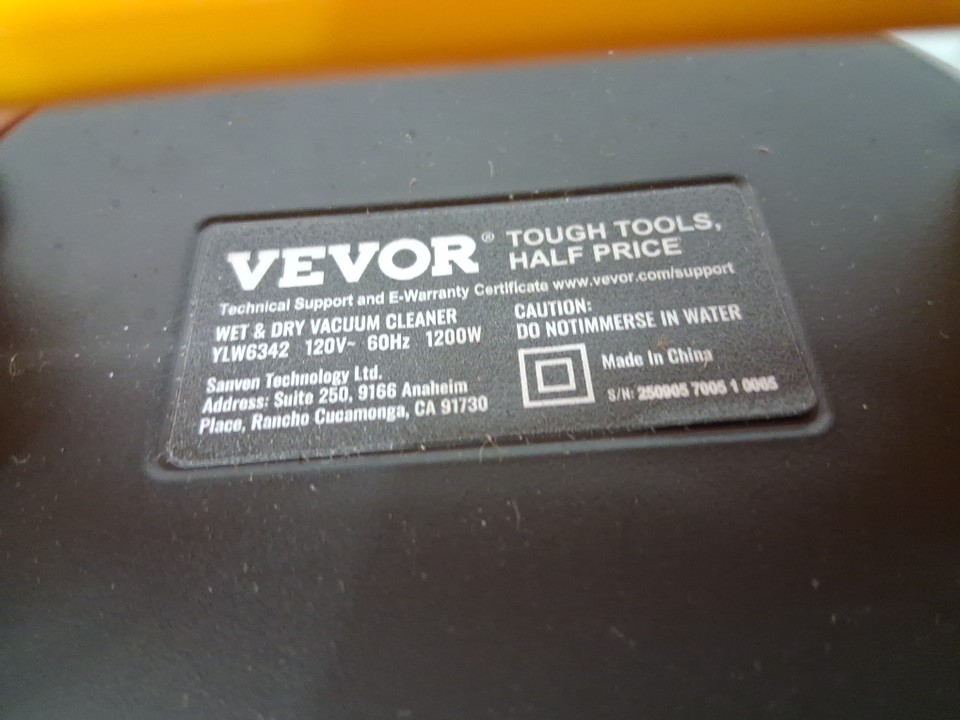 VEVOR® TOUGH TOOLS,
HALF PRICE
Technical Support and E-Warranty Certificate www.vevor.com/support
WET & DRY VACUUM CLEANER
YLW6342 120V~ 60Hz 1200W
Sanvon Technology Ltd.
Address: Suite 250, 9166 Anaheim
Place, Rancho Cucamonga, CA 91730
CAUTION:
DO NOTIMMERSE IN WATER
Made In China
S/N: 250905 7005 1 0065